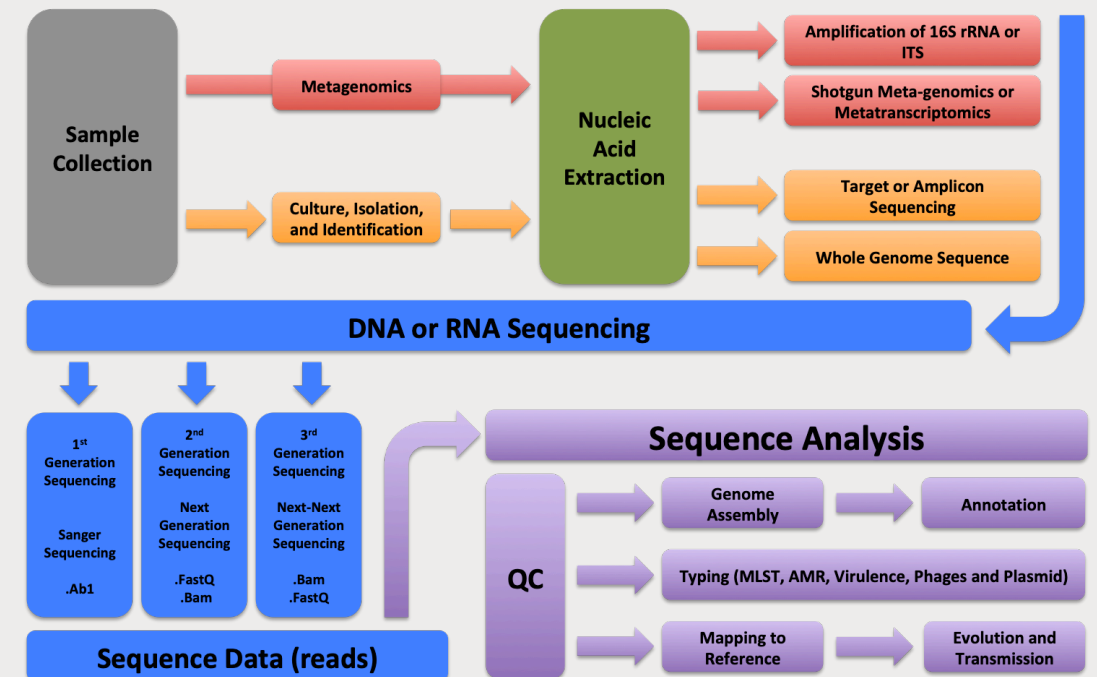 Sample
Collection
Metagenomics
Culture, Isolation,
and Identification
Nucleic
Acid
Extraction
Amplification of 16S rRNA or
ITS
Shotgun Meta-genomics or
Metatranscriptomics
Target or Amplicon
Sequencing
Whole Genome Sequence
DNA or RNA Sequencing
1st
Generation
Sequencing
Sanger
Sequencing
.Ab1
2nd
Generation
Sequencing
Next
Generation
Sequencing
.FastQ
.Bam
3rd
Generation
Sequencing
Next-Next
Generation
Sequencing
.Bam
.FastQ
Sequence Data (reads)
Sequence Analysis
QC
Genome
Assembly
Annotation
Typing (MLST, AMR, Virulence, Phages and Plasmid)
Mapping to
Reference
Evolution and
Transmission